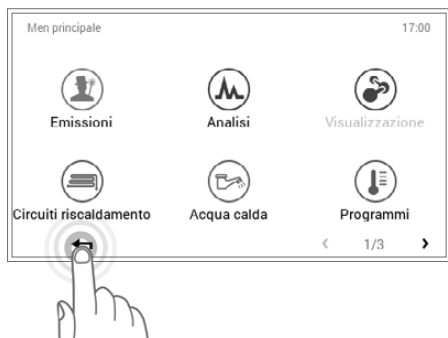 Men principale 17:00
Emissioni Analisi Visualizzazione
Circuiti riscaldamento Acqua calda Programmi
1/3